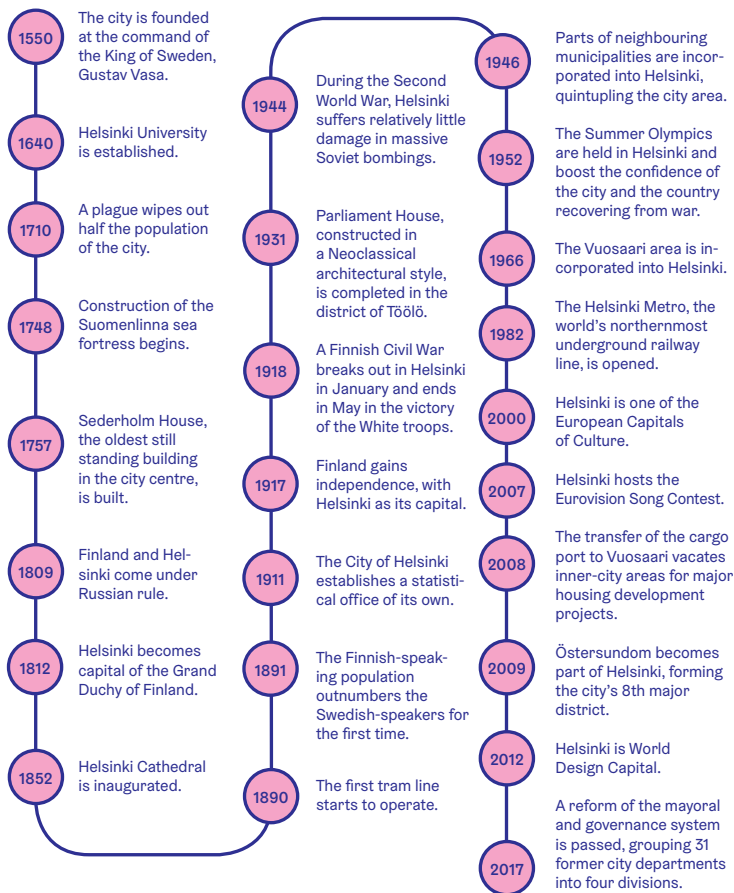 1550
The city is founded
at the command of
the King of Sweden,
Gustav Vasa.
1640
Helsinki University
is established.
1710
A plague wipes out
half the population
of the city.
1748
Construction of the
Suomenlinna sea
fortress begins.
1757
Sederholm House,
the oldest still
standing building
in the city centre,
is built.
1809
Finland and Hel-
sinki come under
Russian rule.
1812
Helsinki becomes
capital of the Grand
Duchy of Finland.
1852
Helsinki Cathedral
is inaugurated.
1890
The first tram line
starts to operate.
1891
The Finnish-speak-
ing population
outnumbers the
Swedish-speakers for
the first time.
1911
The City of Helsinki
establishes a statisti-
cal office of its own.
1917
Finland gains
independence, with
Helsinki as its capital.
1918
A Finnish Civil War
breaks out in Helsinki
in January and ends
in May in the victory
of the White troops.
1931
Parliament House,
constructed in
a Neoclassical
architectural style,
is completed in the
district of Töölö.
1944
During the Second
World War, Helsinki
suffers relatively little
damage in massive
Soviet bombings.
1946
Parts of neighbouring
municipalities are incor-
porated into Helsinki,
quintupling the city area.
1952
The Summer Olympics
are held in Helsinki and
boost the confidence of
the city and the country
recovering from war.
1966
The Vuosaari area is in-
corporated into Helsinki.
1982
The Helsinki Metro, the
world's northernmost
underground railway
line, is opened.
2000
Helsinki is one of the
European Capitals
of Culture.
2007
Helsinki hosts the
Eurovision Song Contest.
2008
The transfer of the cargo
port to Vuosaari vacates
inner-city areas for major
housing development
projects.
2009
Östersundom becomes
part of Helsinki, forming
the city's 8th major
district.
2012
Helsinki is World
Design Capital.
2017
A reform of the mayoral
and governance system
is passed, grouping 31
former city departments
into four divisions.